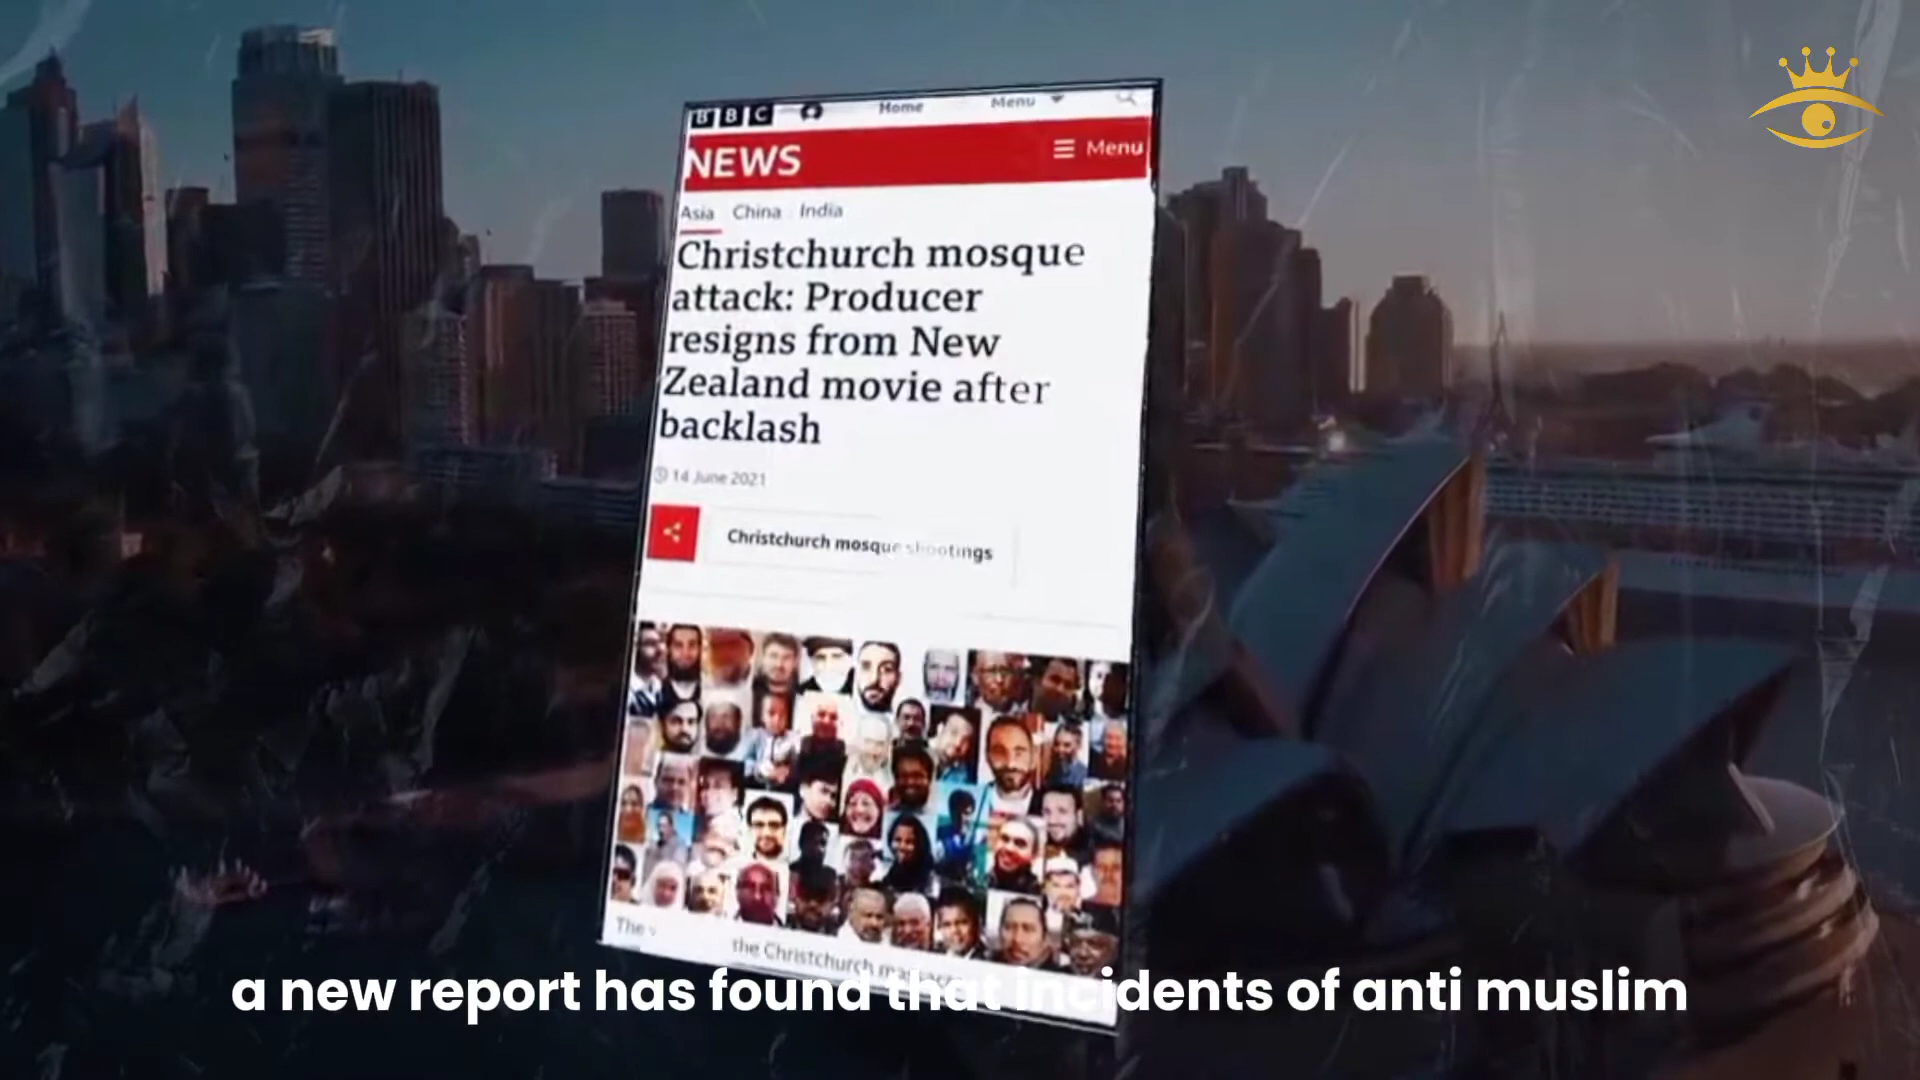 BBC Home Menu
NEWS Menu
Asia China India
Christchurch mosque
attack: Producer
resigns from New
Zealand movie after
backlash
14 June 2021
Christchurch mosque shootings
The
the Christchurch
a new report has found that incidents of anti muslim